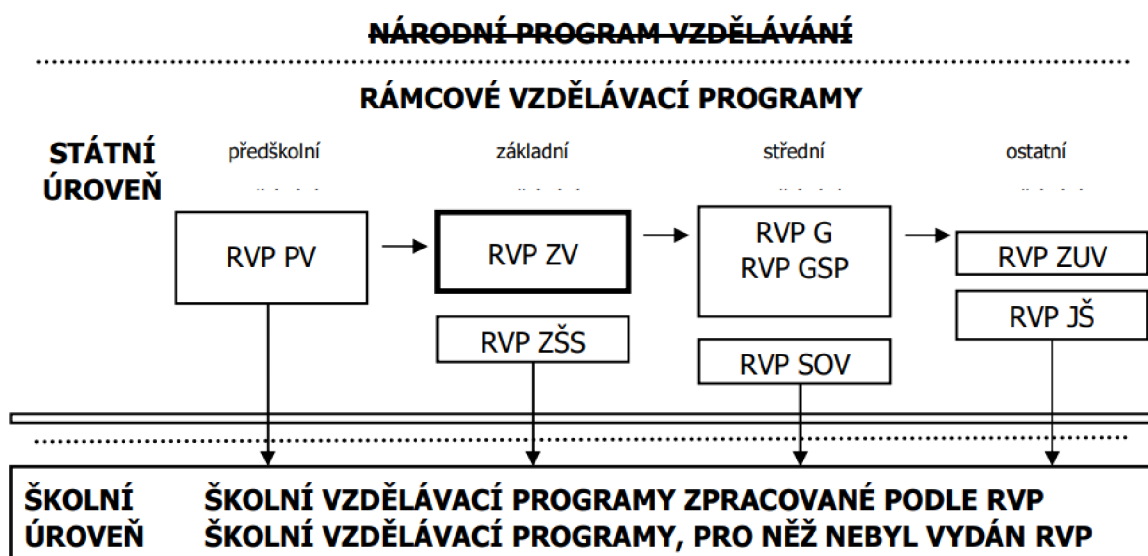 NÁRODNÍ PROGRAM VZDĚLÁVÁNÍ
RÁMCOVÉ VZDĚLÁVACÍ PROGRAMY
STÁTNÍ
ÚROVEŇ
předškolní
základní
střední
ostatní
RVP PV
RVP ZV
RVP G
RVP GSP
RVP ZUV
RVP ZŠS
RVP JŠ
RVP SOV
ŠKOLNÍ ŠKOLNÍ VZDĚLÁVACÍ PROGRAMY ZPRACOVANÉ PODLE RVP
ÚROVEŇ ŠKOLNÍ VZDĚLÁVACÍ PROGRAMY, PRO NĚŽ NEBYL VYDÁN RVP